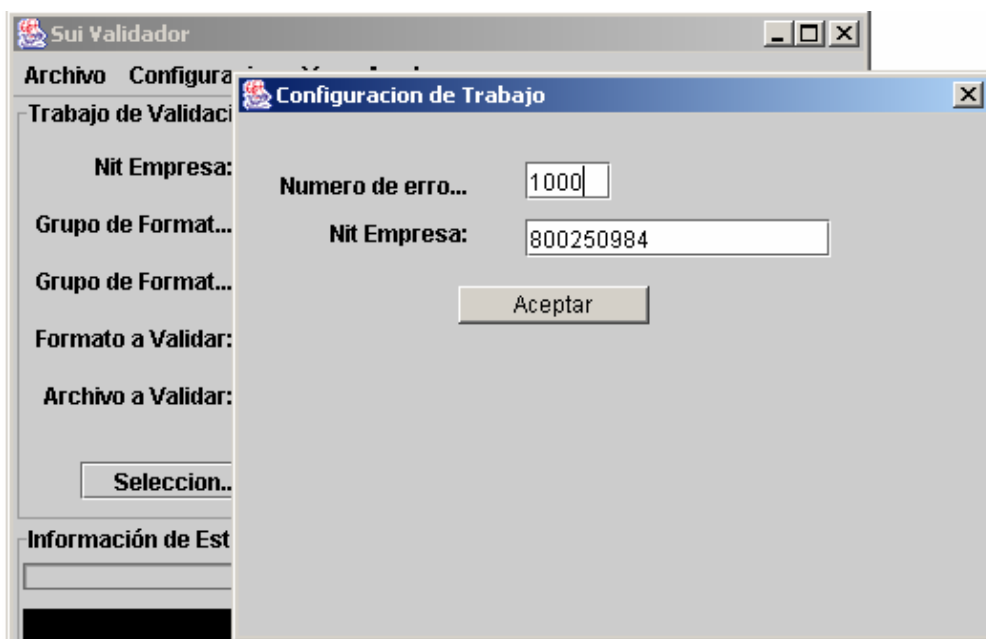 Sui Validador
Archivo Configura
Configuracion de Trabajo
Trabajo de Validaci
Nit Empresa:
Grupo de Format...
Grupo de Format...
Formato a Validar:
Archivo a Validar:
Seleccion..
Información de Est
Numero de erro...
1000
Nit Empresa:
800250984
Aceptar